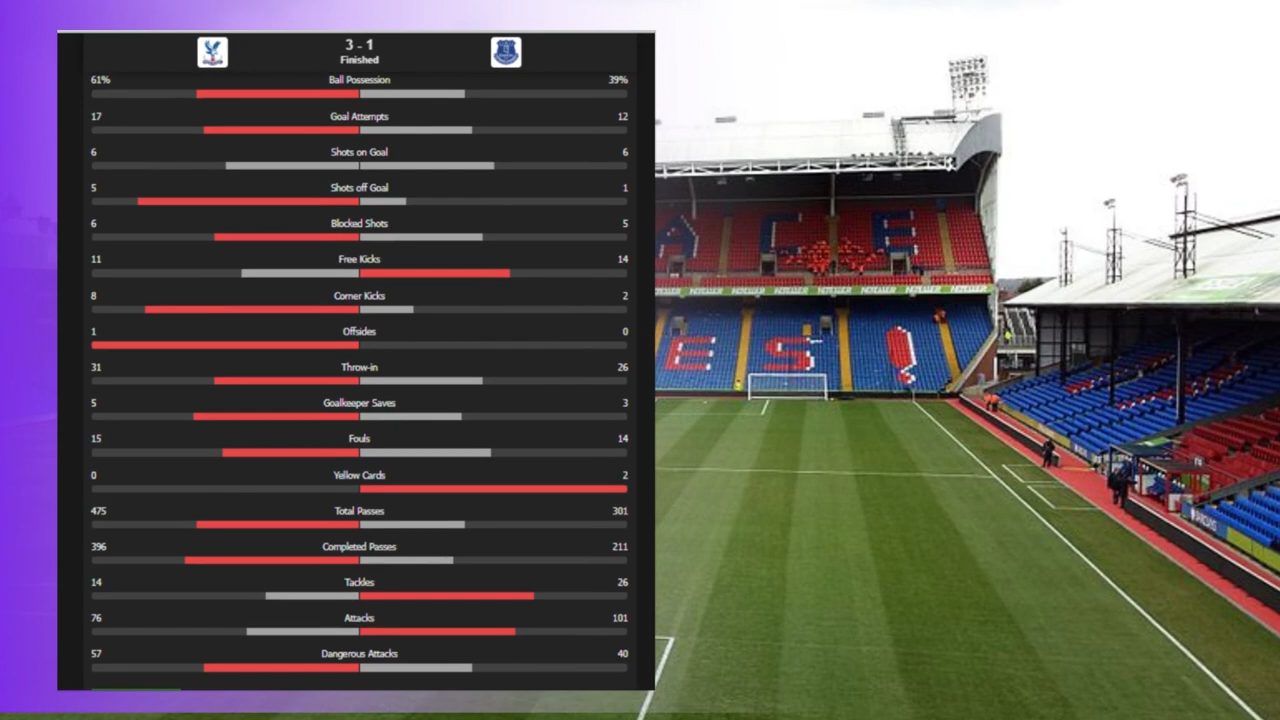 3 - 1
Finished
61% Ball Possession 39%
17 Goal Attempts 12
6 Shots on Goal 6
5 Shots off Goal 1
6 Blocked Shots 5
11 Free Kicks 14
8 Corner Kicks 2
1 Offsides 0
31 Throw-in 26
5 Goalkeeper Saves 3
15 Fouls 14
0 Yellow Cards 2
475 Total Passes 301
396 Completed Passes 211
14 Tackles 26
76 Attacks 101
57 Dangerous Attacks 40
ACE
ES!